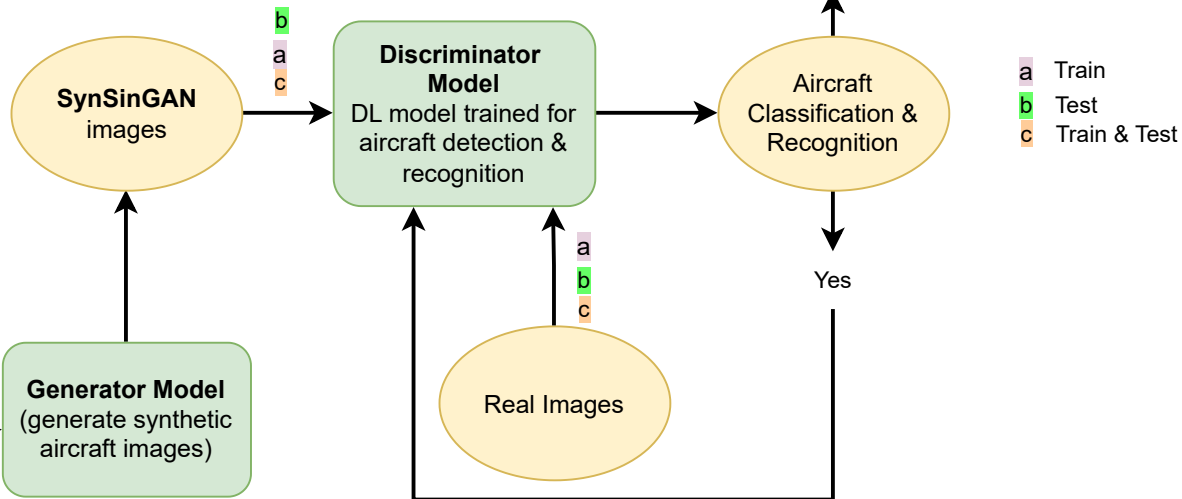 b
a
c
SynSinGAN
images
Discriminator
Model
DL model trained for
aircraft detection &
recognition
Aircraft
Classification &
Recognition
a Train
b Test
c Train & Test
a
b
c
Yes
Generator Model
(generate synthetic
aircraft images)
Real Images